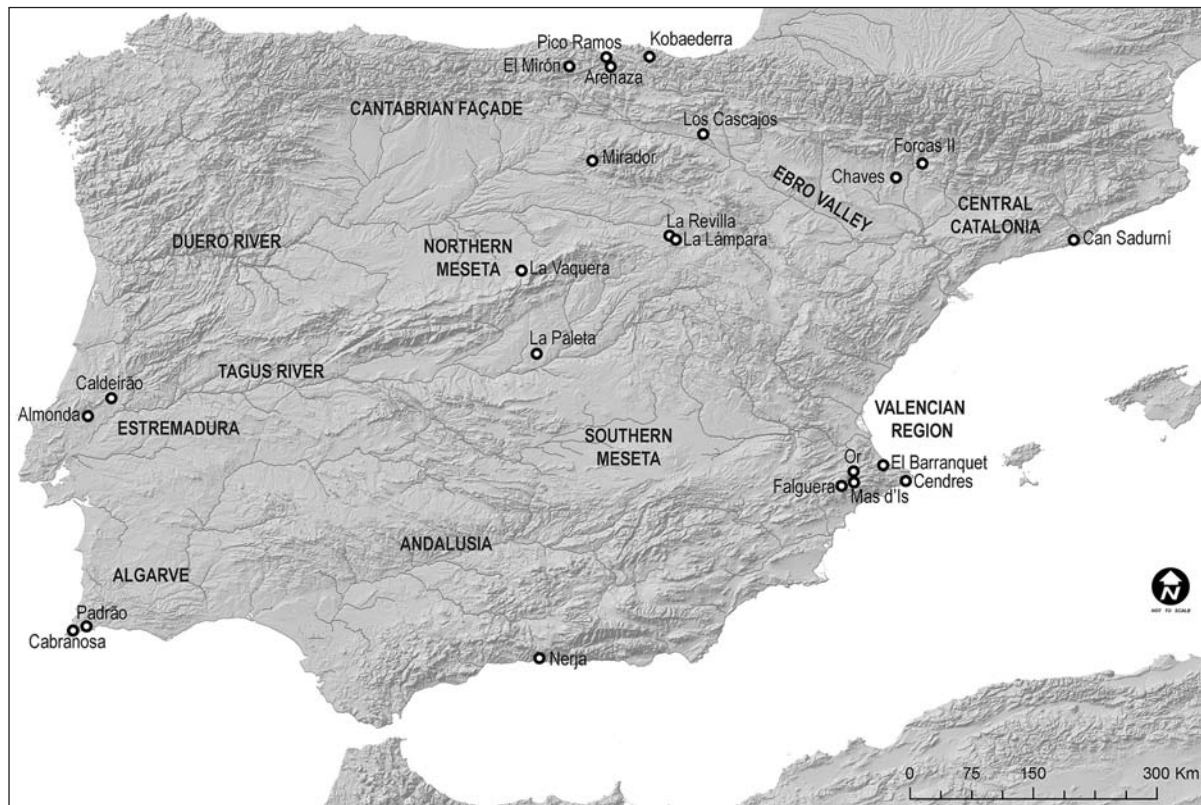 Pico Ramos
Kobaederra
El Mirón
Arenaza
CANTABRIAN FAÇADE
Los Cascajos
Mirador
Forcas II
Chaves
EBRO VALLEY
CENTRAL
CATALONIA
La Revilla
La Lámpara
Can Sadurní
DUERO RIVER
NORTHERN
MESETA
La Vaquera
La Paleta
TAGUS RIVER
Caldeirão
Almonda
ESTREMADURA
VALENCIAN
REGION
SOUTHERN
MESETA
Or
El Barranquet
Falguera
Cendres
Mas d'Is
ANDALUSIA
ALGARVE
Padrão
Cabranosa
Nerja
N
NOT TO SCALE
0 75 150 300 Km